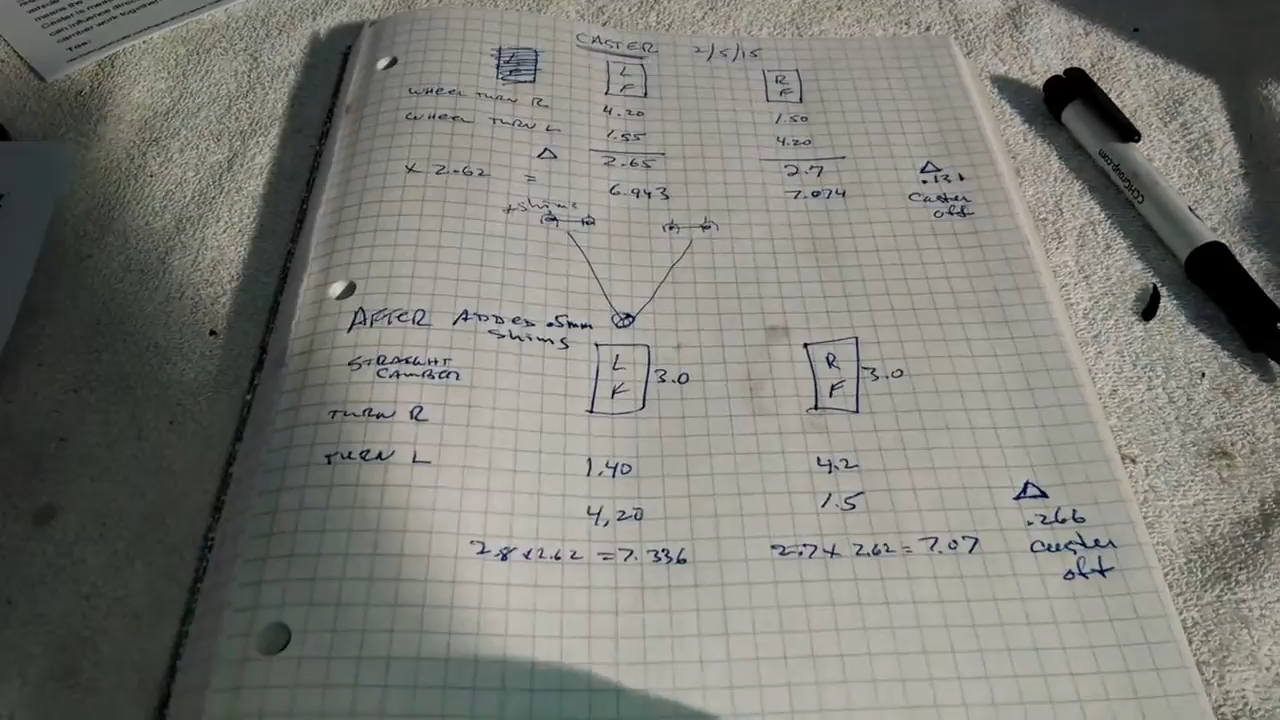 CASTER 2/5/15
L F R F
WHEEL TURN R 4.20 1.50
WHEEL TURN L 1.55 4.20
Δ 2.65 2.7 Δ .131
× 2.62 = 6.943 7.074 caster off
+shims
AFTER ADDED .5mm shims
STRAIGHT CAMBER L F 3.0 R F 3.0
TURN R
TURN L 1.40 4.2
4,20 1.5 Δ .266
2.8 × 2.62 = 7.336 2.7 × 2.62 = 7.07 caster off
CCHGroup.com